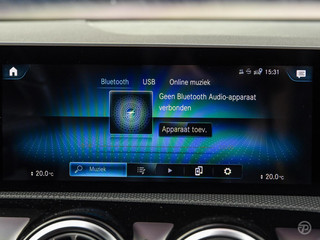 15:31
Bluetooth USB Online muziek
Geen Bluetooth Audio-apparaat
verbonden
Apparaat toev.
Muziek
20.0°C 20.0°C